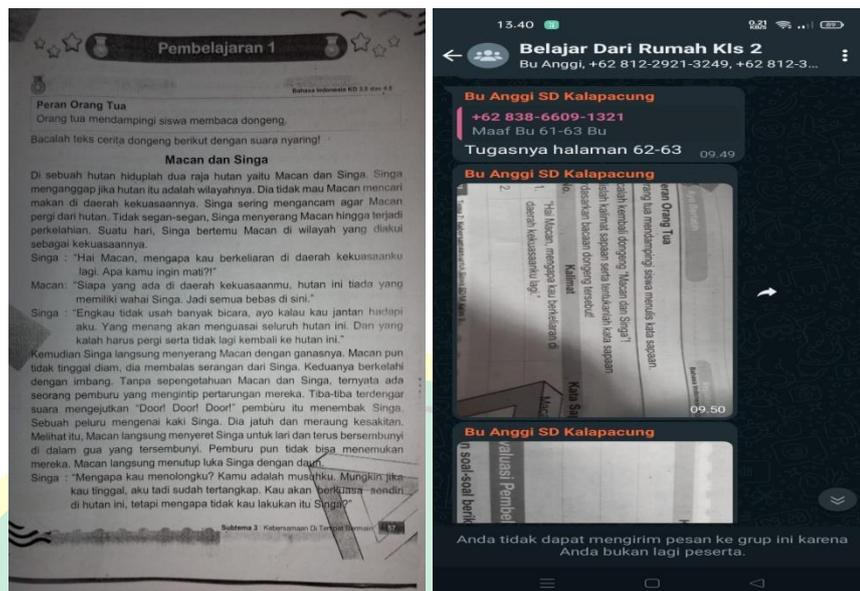 Pembelajaran 1
Bahasa Indonesia KD 3.8 dan 4.8
Peran Orang Tua
Orang tua mendampingi siswa membaca dongeng.
Bacalah teks cerita dongeng berikut dengan suara nyaring!
Macan dan Singa
Di sebuah hutan hiduplah dua raja hutan yaitu Macan dan Singa. Singa
menganggap jika hutan itu adalah wilayahnya. Dia tidak mau Macan mencari
makan di daerah kekuasaannya. Singa sering mengancam agar Macan
pergi dari hutan. Tidak segan-segan, Singa menyerang Macan hingga terjadi
perkelahian. Suatu hari, Singa bertemu Macan di wilayah yang diakui
sebagai kekuasaannya.
Singa : "Hai Macan, mengapa kau berkeliaran di daerah kekuasaanku
lagi. Apa kamu ingin mati?!"
Macan: "Siapa yang ada di daerah kekuasaanmu, hutan ini tiada yang
memiliki wahai Singa. Jadi semua bebas di sini."
Singa : "Engkau tidak usah banyak bicara, ayo kalau kau jantan hadapi
aku. Yang menang akan menguasai seluruh hutan ini. Dan yang
kalah harus pergi serta tidak lagi kembali ke hutan ini."
Kemudian Singa langsung menyerang Macan dengan ganasnya. Macan pun
tidak tinggal diam, dia membalas serangan dari Singa. Keduanya berkelahi
dengan imbang. Tanpa sepengetahuan Macan dan Singa, ternyata ada
seorang pemburu yang mengintip pertarungan mereka. Tiba-tiba terdengar
suara mengejutkan "Door! Door! Door!" pemburu itu menembak Singa.
Sebuah peluru mengenai kaki Singa. Dia jatuh dan meraung kesakitan.
Melihat itu, Macan langsung menyeret Singa untuk lari dan terus bersembunyi
di dalam gua yang tersembunyi. Pemburu pun tidak bisa menemukan
mereka. Macan langsung menutup luka Singa dengan daun.
Singa : "Mengapa kau menolongku? Kamu adalah musuhku. Mungkin jika
kau tinggal, aku tadi sudah tertangkap. Kau akan berkuasa sendiri
di hutan ini, tetapi mengapa tidak kau lakukan itu Singa?"
Subtema 3 : Kebersamaan Di Tempat Bermain
13.40
0.21
KB/S
89
Belajar Dari Rumah Kls 2
Bu Anggi, +62 812-2921-3249, +62 812-3...
Bu Anggi SD Kalapacung
+62 838-6609-1321
Maaf Bu 61-63 Bu
Tugasnya halaman 62-63
09.49
Bu Anggi SD Kalapacung
eran Orang Tua
rang tua mendampingi siswa menulis kata sapaan.
calah kembali dongeng "Macan dan Singa"!
islah kalimat sapaan serta tentukanlah kata sapaan
dasarkan bacaan dongeng tersebut!
No.
Kalimat
Kata Sa
1.
"Hai Macan, mengapa kau berkeliaran di
daerah kekuasaanku lagi."
Maca
2.
09.50
Bu Anggi SD Kalapacung
valuasi Pembel
n soal-soal berik
Anda tidak dapat mengirim pesan ke grup ini karena
Anda bukan lagi peserta.